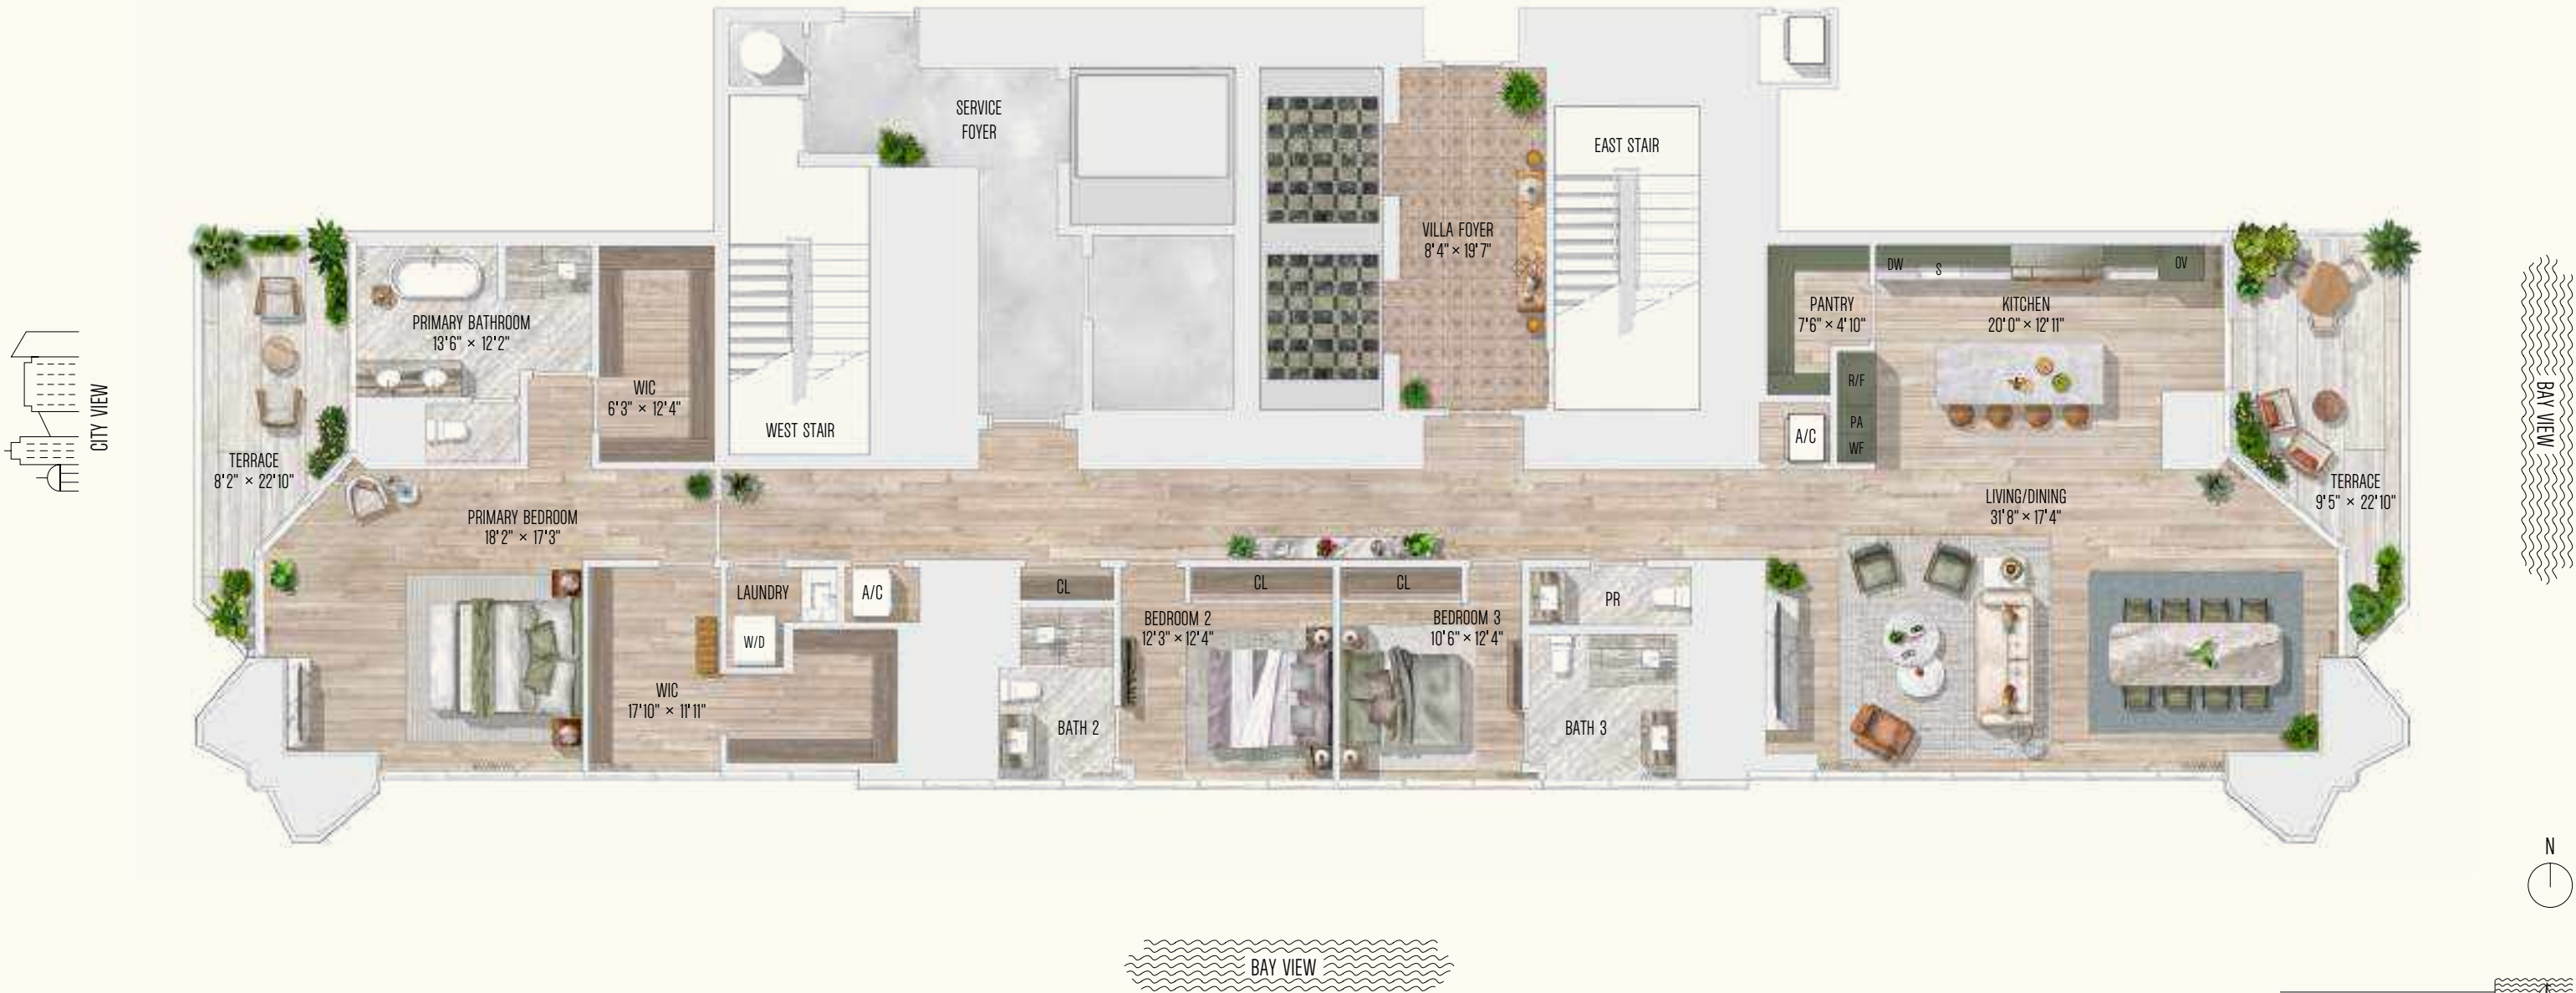 SERVICE
FOYER
EAST STAIR
VILLA FOYER
8'4" × 19'7"
DW
S
OV
PANTRY
7'6" × 4'10"
KITCHEN
20'0" × 12'11"
PRIMARY BATHROOM
13'6" × 12'2"
WIC
6'3" × 12'4"
WEST STAIR
R/F
PA
WF
A/C
CITY VIEW
BAY VIEW
TERRACE
8'2" × 22'10"
TERRACE
9'5" × 22'10"
PRIMARY BEDROOM
18'2" × 17'3"
LIVING/DINING
31'8" × 17'4"
LAUNDRY
A/C
W/D
CL
CL
CL
BEDROOM 2
12'3" × 12'4"
BEDROOM 3
10'6" × 12'4"
PR
WIC
17'10" × 11'11"
BATH 2
BATH 3
N
BAY VIEW